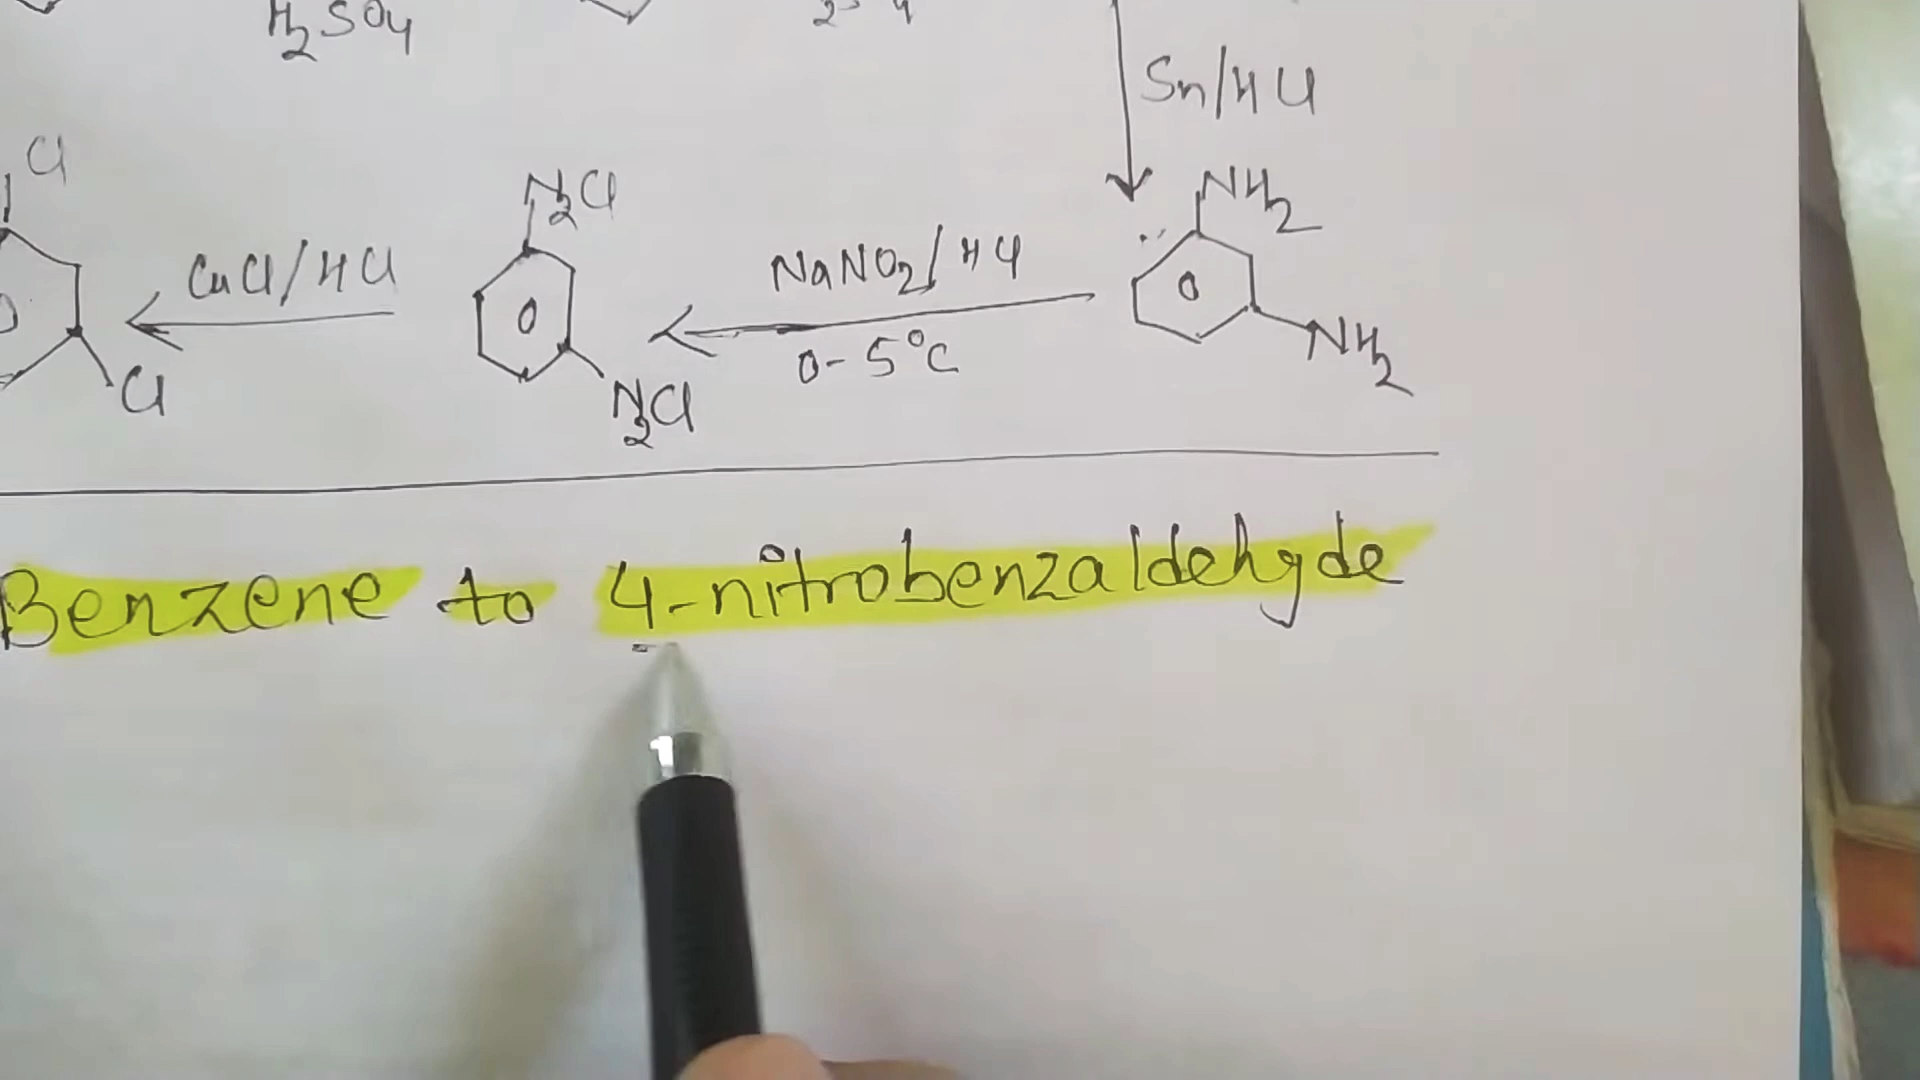 H2SO4
Sn/HCl
Cl
N2Cl
NH2
CuCl/HCl
NaNO2/HCl
0-5°C
NH2
Cl
N2Cl
Benzene to 4-nitrobenzaldehyde